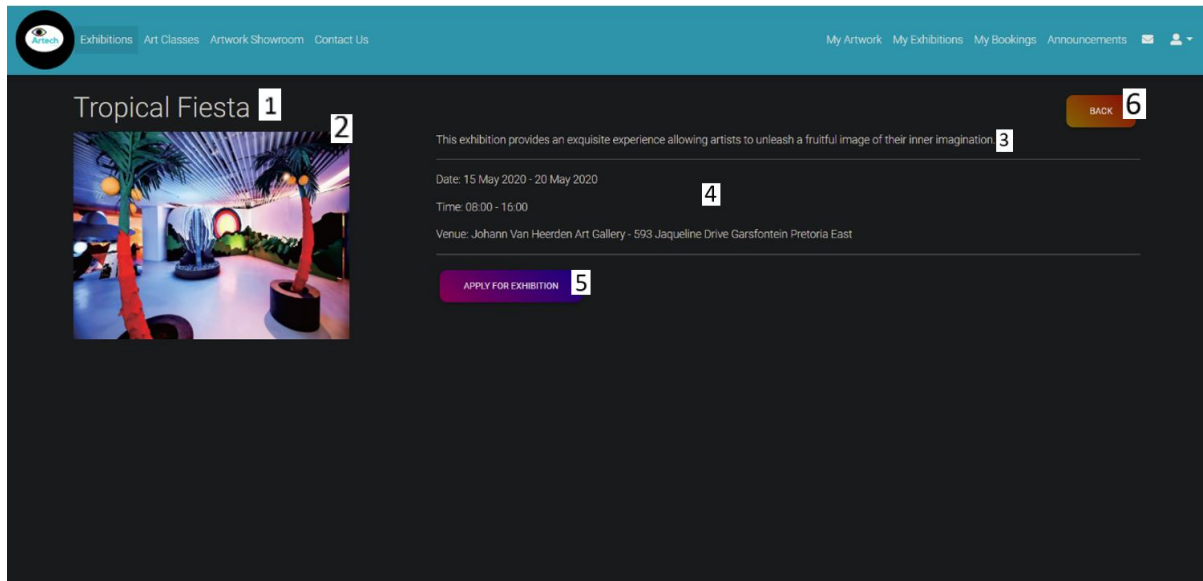 Artech
Exhibitions Art Classes Artwork Showroom Contact Us
My Artwork My Exhibitions My Bookings Announcements
Tropical Fiesta 1
2
BACK 6
This exhibition provides an exquisite experience allowing artists to unleash a fruitful image of their inner imagination. 3
Date: 15 May 2020 - 20 May 2020
4
Time: 08:00 - 16:00
Venue: Johann Van Heerden Art Gallery - 593 Jaqueline Drive Garsfontein Pretoria East
APPLY FOR EXHIBITION 5